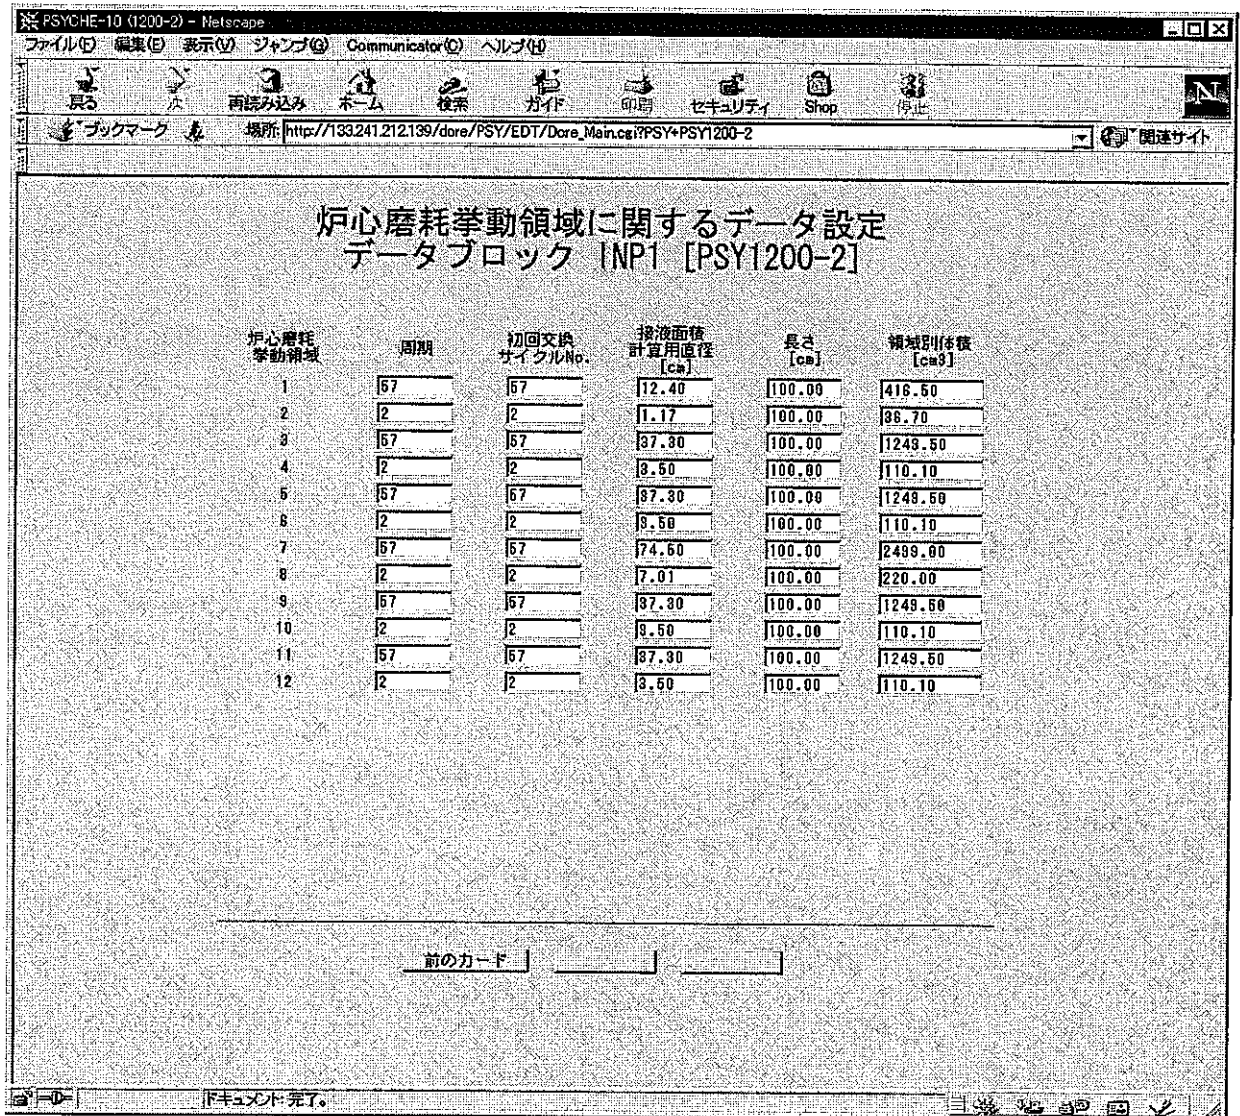 PSYCHE-10 (1200-2) - Netscape
ファイル(F) 編集(E) 表示(V) ジャンプ(G) Communicator(C) ヘルプ(H)
戻る 次 再読み込み ホーム 検索 ガイド 印刷 セキュリティ Shop 停止 N
ブックマーク 場所: http://133.241.212.139/dore/PSY/EDT/Dore_Main.cgi?PSY+PSY1200-2 関連サイト
炉心磨耗挙動領域に関するデータ設定
データブロック INP1 [PSY1200-2]
炉心磨耗 初回交換 接液面積 長さ 領域別体積
挙動領域 周期 サイクルNo. 計算用直径 [cm] [cm3]
[cm]
1 57 57 12.40 100.00 416.50
2 2 2 1.17 100.00 36.70
3 57 57 37.30 100.00 1249.50
4 2 2 3.50 100.00 110.10
5 57 57 37.30 100.00 1249.50
6 2 2 3.50 100.00 110.10
7 57 57 74.60 100.00 2499.00
8 2 2 7.01 100.00 220.00
9 57 57 37.30 100.00 1249.50
10 2 2 3.50 100.00 110.10
11 57 57 37.30 100.00 1249.50
12 2 2 3.50 100.00 110.10
前のカード
ドキュメント: 完了。